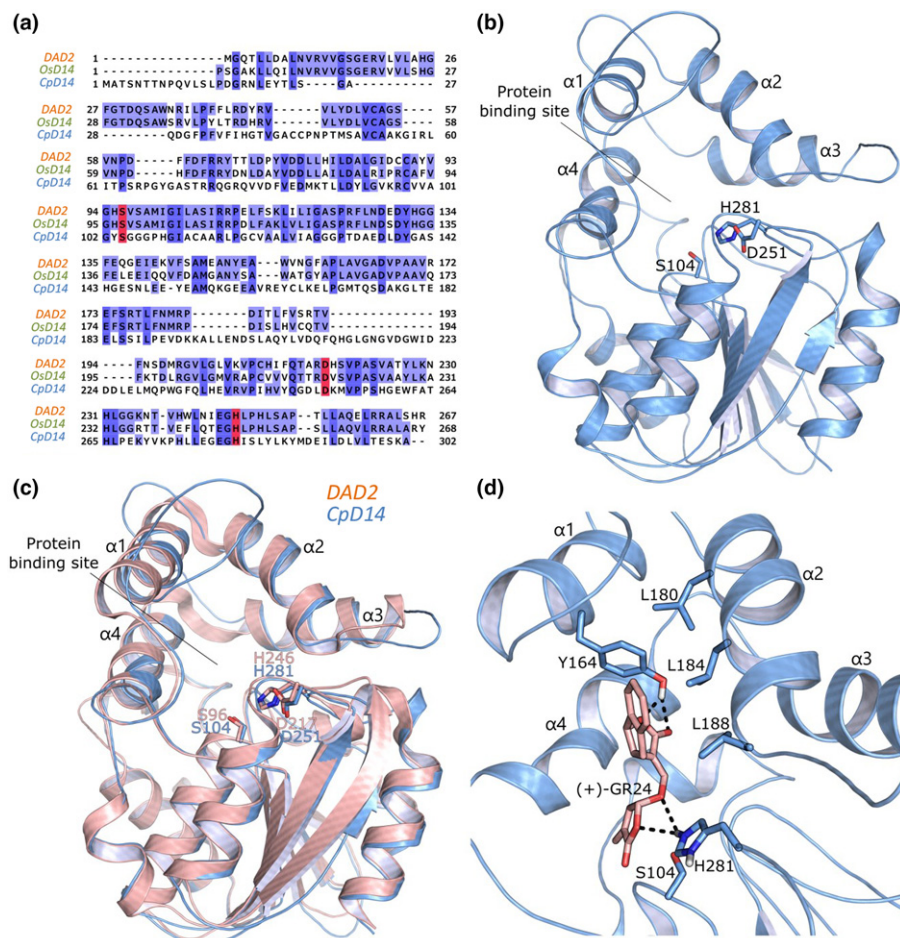 (a)
DAD2 1 - - - - - - - - - - - - - - - MGQTLLDALNVRVVGSGERVLVLAHG 26
OsD14 1 - - - - - - - - - - - - - - PSGAKLLQILNVRVVGSGERVVVLSHG 27
CpD14 1 MATSNTTNPQVLSLPDGRNLEYTLS - - - - GA - - - - - - - - 27
DAD2 27 FGTDQSAWNRILPFFLRDYRV - - - - - - VLYDLVCAGS - - - - 57
OsD14 28 FGTDQSAWSRVLPYLTRDHRV - - - - - - VLYDLVCAGS - - - - 58
CpD14 28 - - - - - - QDGFPFVFIHGTVGACCPNPTMSAVCAAKGIRL 60
DAD2 58 VNPD - - - - - FFDFRRYTTLDPYVDDLLHILDALGIDCCAYV 93
OsD14 59 VNPD - - - - - HFDFRRYDNLDAYVDDLLAILDALRIPRCAFV 94
CpD14 61 ITPSRPGYGASTRRQGRQVVDFVEDMKTLLDYLGVKRCVVA 101
DAD2 94 GHSVSAMIGILASIRRPELFSKLILIGASPRFLNDEDYHGG 134
OsD14 95 GHSVSAMIGILASIRRPDLFAKLVLIGASPRFLNDSDYHGG 135
CpD14 102 GYSGGGPHGIACAARLPGCVAALVIAGGGPTDAEDLDYGAS 142
DAD2 135 FEQGEIEKVFSAMEANYEA - - WVNGFAPLAVGADVPAAVR 172
OsD14 136 FELEEIQQVFDAMGANYSA - - WATGYAPLAVGADVPAAVQ 173
CpD14 143 HGESNLEE - YEAMQKGEEAVREYCLKELPGMTQSDAKGLTE 182
DAD2 173 EFSRTLFNMRP - - - - - - DITLFVSRTV - - - - - - - - - - - 193
OsD14 174 EFSRTLFNMRP - - - - - - DISLHVCQTV - - - - - - - - - - - 194
CpD14 183 ELSSILPEVDKKALLENDELSAQYLVDQFQHGLGNGVDGWID 223
DAD2 194 - - - - FNSDMRGVLGLVKVPCHIFQTARDHSVPASVATYLKN 230
OsD14 195 - - - - FKTDLRGVLGMVRAPCVVVQTTRDVSVPASVAAYLKA 231
CpD14 224 DDLELMQPWGFQLHEVRVPIHVYQGDLDKMVPPSHGEWFAT 264
DAD2 231 HLGGKNT - VHWLNIEGHLPHLSAP - - TLLAQELRRALSHR 267
OsD14 232 HLGGRTT - VEFLQTEGHLPHLSAP - - SLLAQVLRRALARY 268
CpD14 265 HLPEKYVKPHLLEGEGHISLYLKYMDEILDLVLTESKA - - 302
(b)
α1
α2
Protein
binding site
α3
α4
H281
D251
S104
(c)
DAD2
CpD14
Protein
binding site
α1
α2
α3
α4
H246
H281
S96
S104
D217
D251
(d)
α1
α2
L180
Y164
L184
α3
α4
L188
(+)-GR24
S104
H281